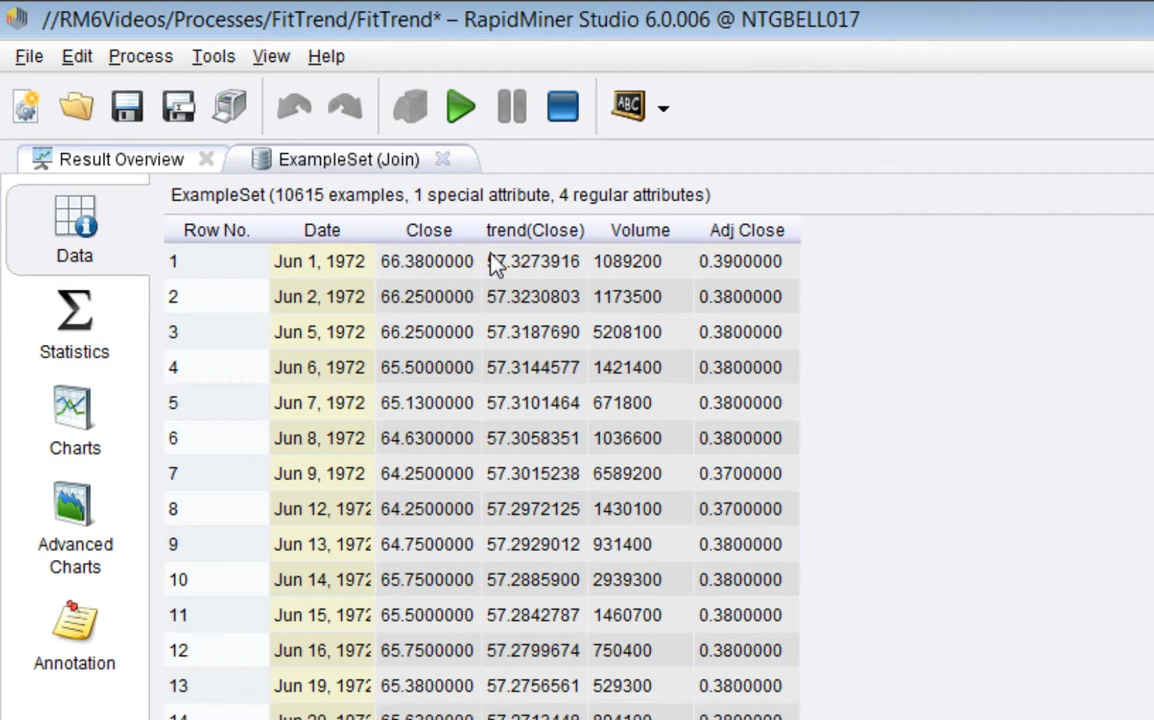 //RM6Videos/Processes/FitTrend/FitTrend* – RapidMiner Studio 6.0.006 @ NTGBELL017
File Edit Process Tools View Help
ABC
Result Overview ExampleSet (Join)
ExampleSet (10615 examples, 1 special attribute, 4 regular attributes)
Row No. Date Close trend(Close) Volume Adj Close
1 Jun 1, 1972 66.3800000 57.3273916 1089200 0.3900000
2 Jun 2, 1972 66.2500000 57.3230803 1173500 0.3800000
3 Jun 5, 1972 66.2500000 57.3187690 5208100 0.3800000
4 Jun 6, 1972 65.5000000 57.3144577 1421400 0.3800000
5 Jun 7, 1972 65.1300000 57.3101464 671800 0.3800000
6 Jun 8, 1972 64.6300000 57.3058351 1036600 0.3800000
7 Jun 9, 1972 64.2500000 57.3015238 6589200 0.3700000
8 Jun 12, 1972 64.2500000 57.2972125 1430100 0.3700000
9 Jun 13, 1972 64.7500000 57.2929012 931400 0.3800000
10 Jun 14, 1972 65.7500000 57.2885900 2939300 0.3800000
11 Jun 15, 1972 65.5000000 57.2842787 1460700 0.3800000
12 Jun 16, 1972 65.7500000 57.2799674 750400 0.3800000
13 Jun 19, 1972 65.3800000 57.2756561 529300 0.3800000
Data
Statistics
Charts
Advanced
Charts
Annotation